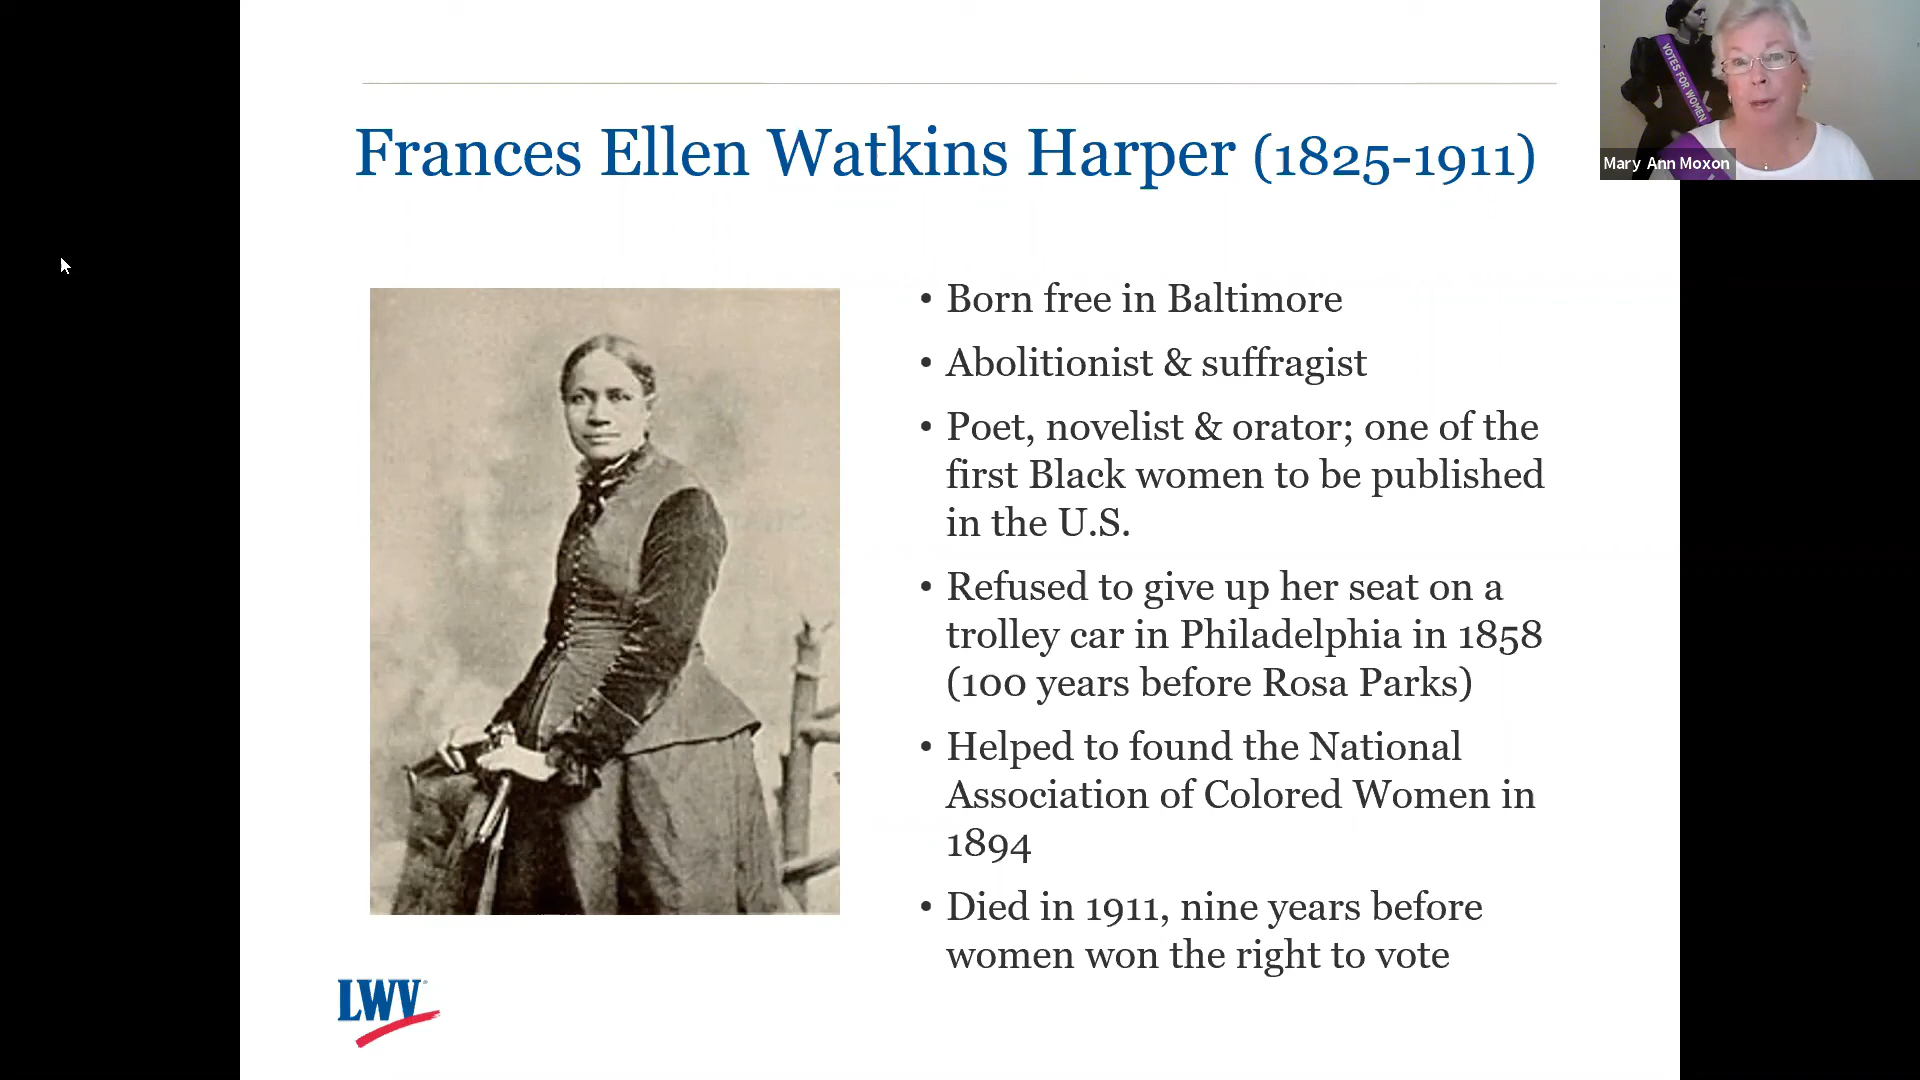 Frances Ellen Watkins Harper (1825-1911)
VOTES FOR WOMEN
Mary Ann Moxon
• Born free in Baltimore
• Abolitionist & suffragist
• Poet, novelist & orator; one of the
first Black women to be published
in the U.S.
• Refused to give up her seat on a
trolley car in Philadelphia in 1858
(100 years before Rosa Parks)
• Helped to found the National
Association of Colored Women in
1894
• Died in 1911, nine years before
women won the right to vote
LWV